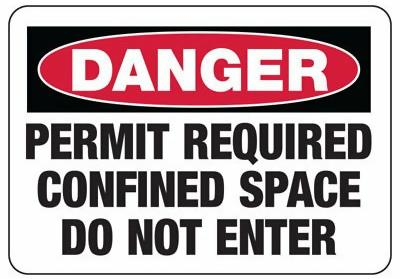 DANGER
PERMIT REQUIRED
CONFINED SPACE
DO NOT ENTER